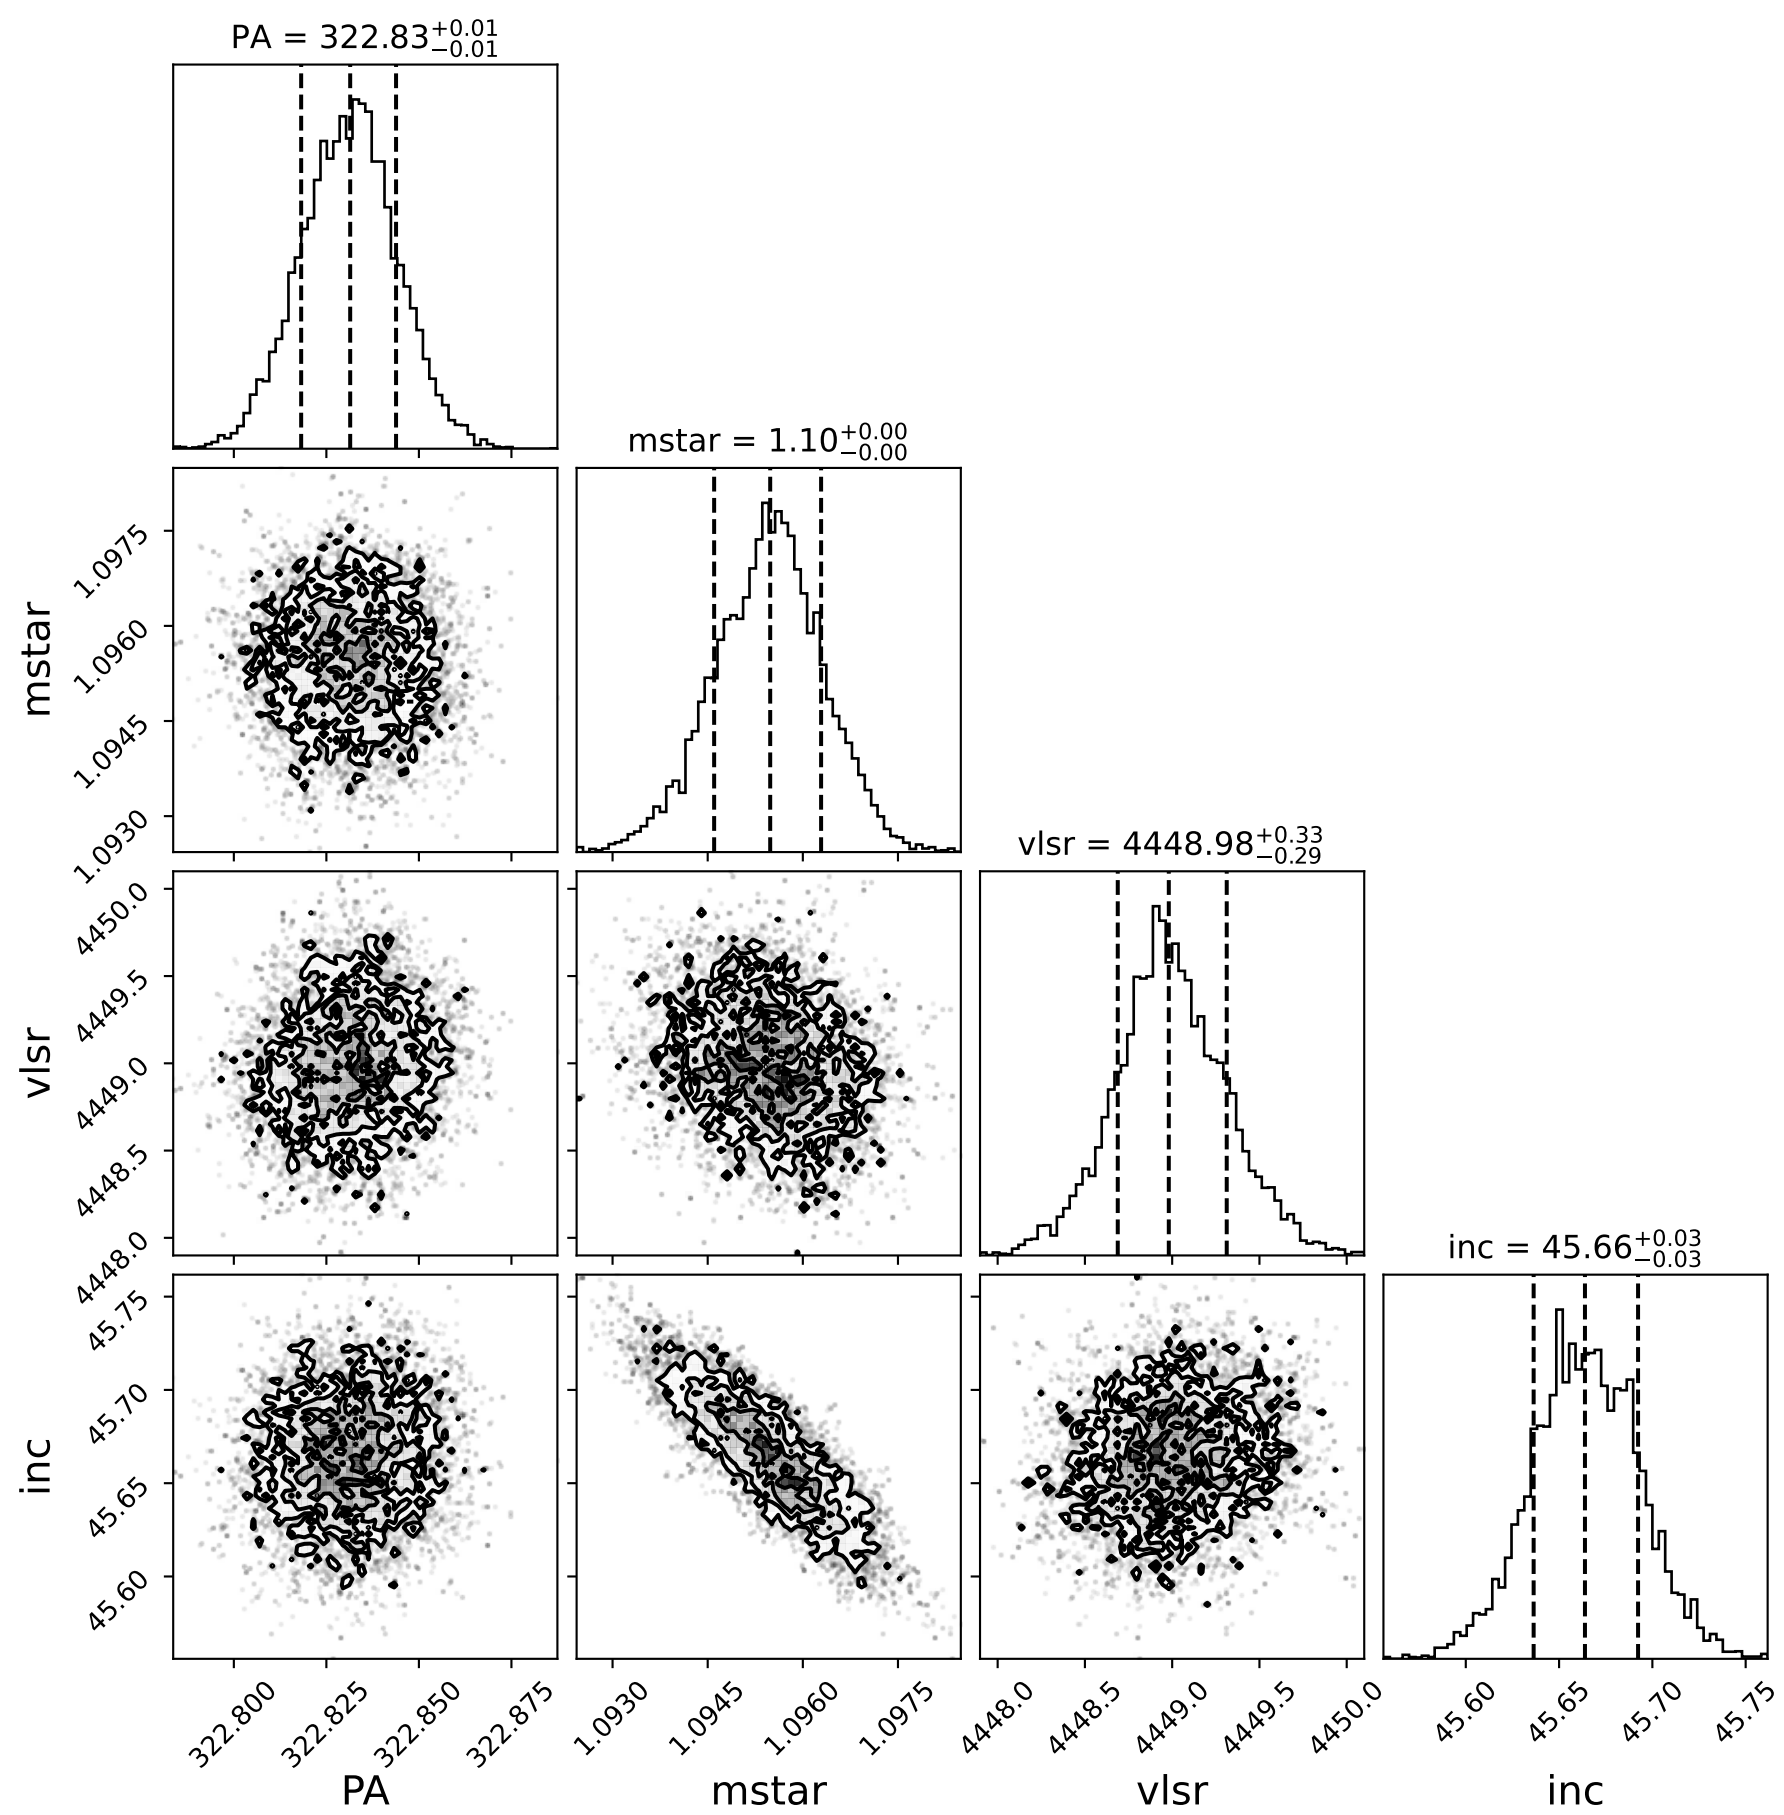 PA = 322.83 +0.01 −0.01
mstar = 1.10 +0.00 −0.00
mstar
1.0975
1.0960
1.0945
1.0930
vlsr = 4448.98 +0.33 −0.29
vlsr
4450.0
4449.5
4449.0
4448.5
4448.0
inc = 45.66 +0.03 −0.03
inc
45.75
45.70
45.65
45.60
322.800 322.825 322.850 322.875 1.0930 1.0945 1.0960 1.0975 4448.0 4448.5 4449.0 4449.5 4450.0 45.60 45.65 45.70 45.75
PA mstar vlsr inc